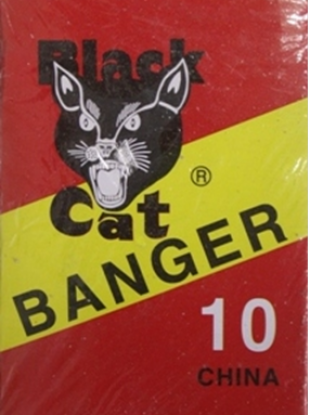 Black
Cat
®
BANGER
10
CHINA